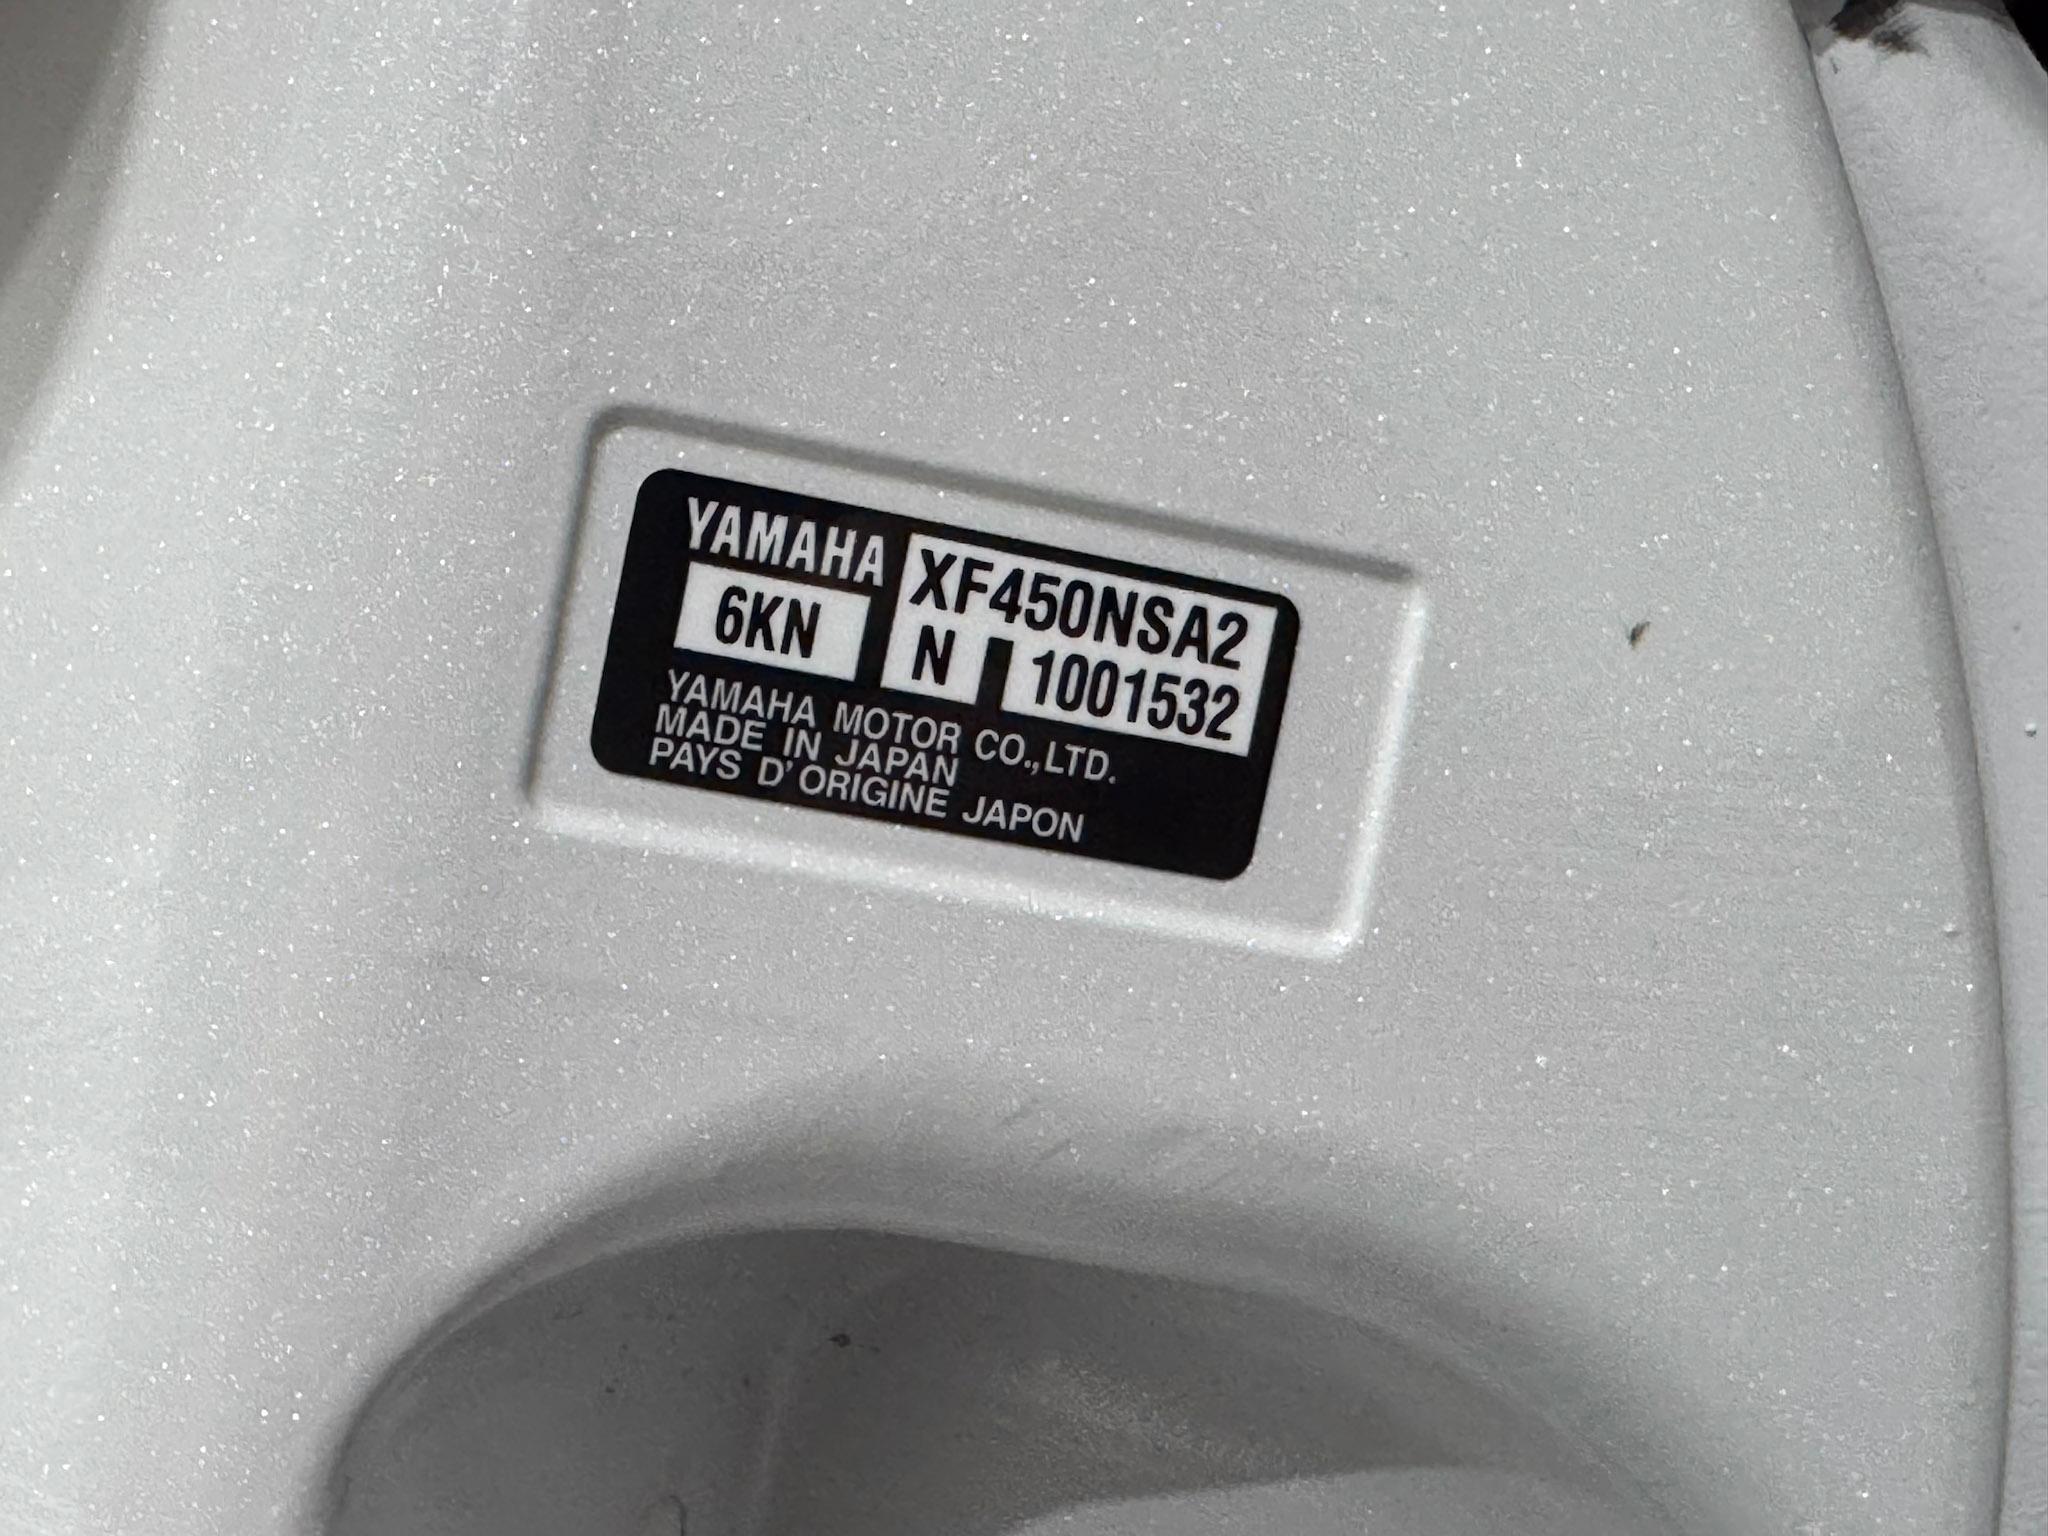 YAMAHA XF450NSA2
6KN N 1001532
YAMAHA MOTOR CO.,LTD.
MADE IN JAPAN
PAYS D'ORIGINE JAPON